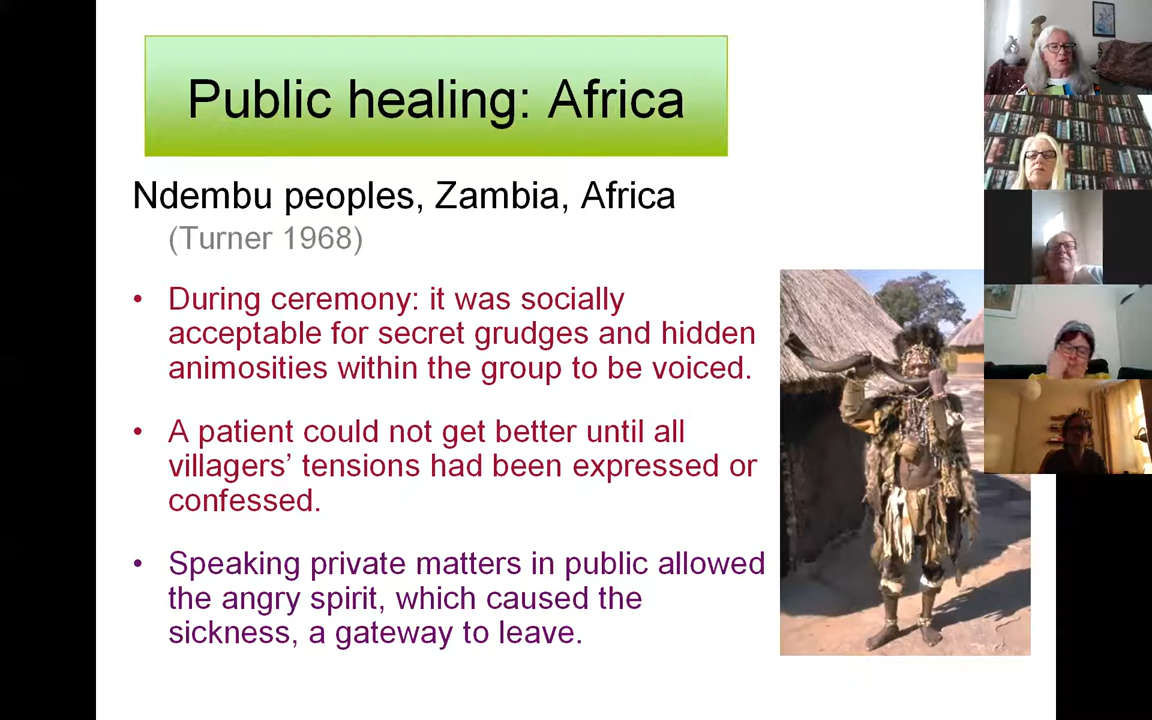 Public healing: Africa
Ndembu peoples, Zambia, Africa
(Turner 1968)
• During ceremony: it was socially
acceptable for secret grudges and hidden
animosities within the group to be voiced.
• A patient could not get better until all
villagers’ tensions had been expressed or
confessed.
• Speaking private matters in public allowed
the angry spirit, which caused the
sickness, a gateway to leave.